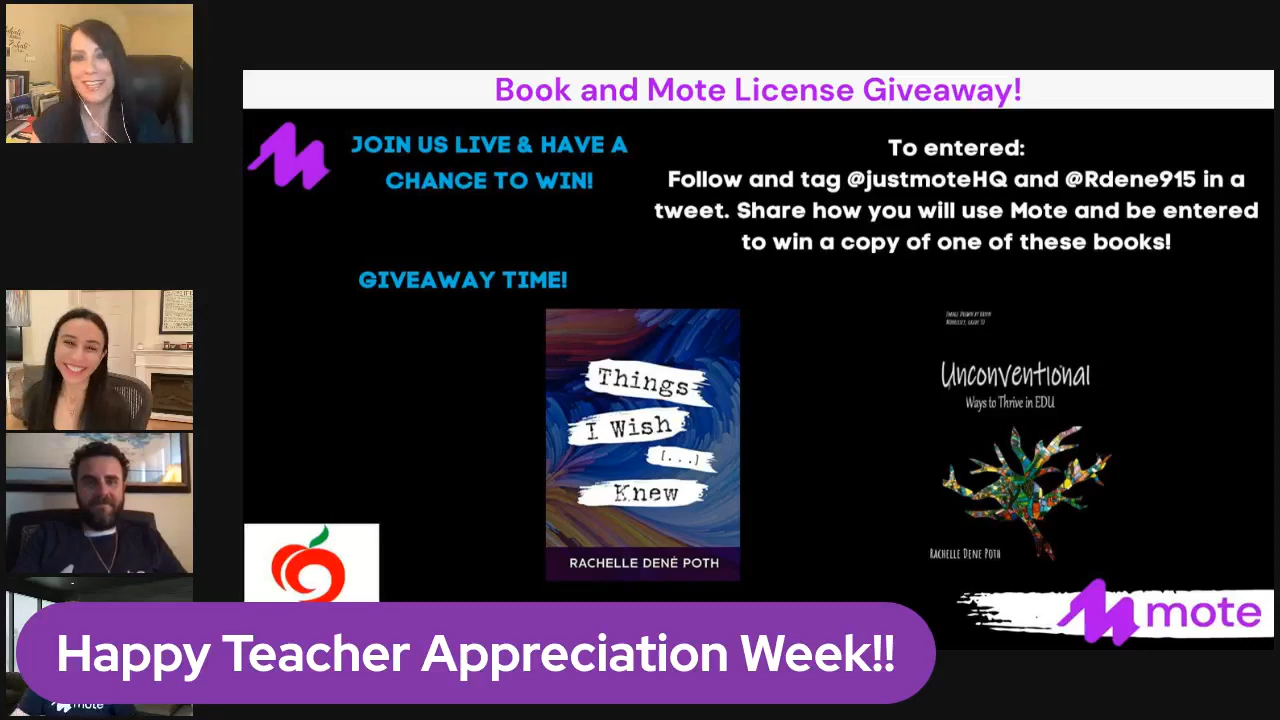 Book and Mote License Giveaway!
JOIN US LIVE & HAVE A
CHANCE TO WIN!
To entered:
Follow and tag @justmoteHQ and @Rdene915 in a
tweet. Share how you will use Mote and be entered
to win a copy of one of these books!
GIVEAWAY TIME!
Things
I Wish
[...]
Knew
RACHELLE DENÉ POTH
Unconventional
Ways to Thrive in EDU
RACHELLE DENE POTH
mote
Happy Teacher Appreciation Week!!
mote